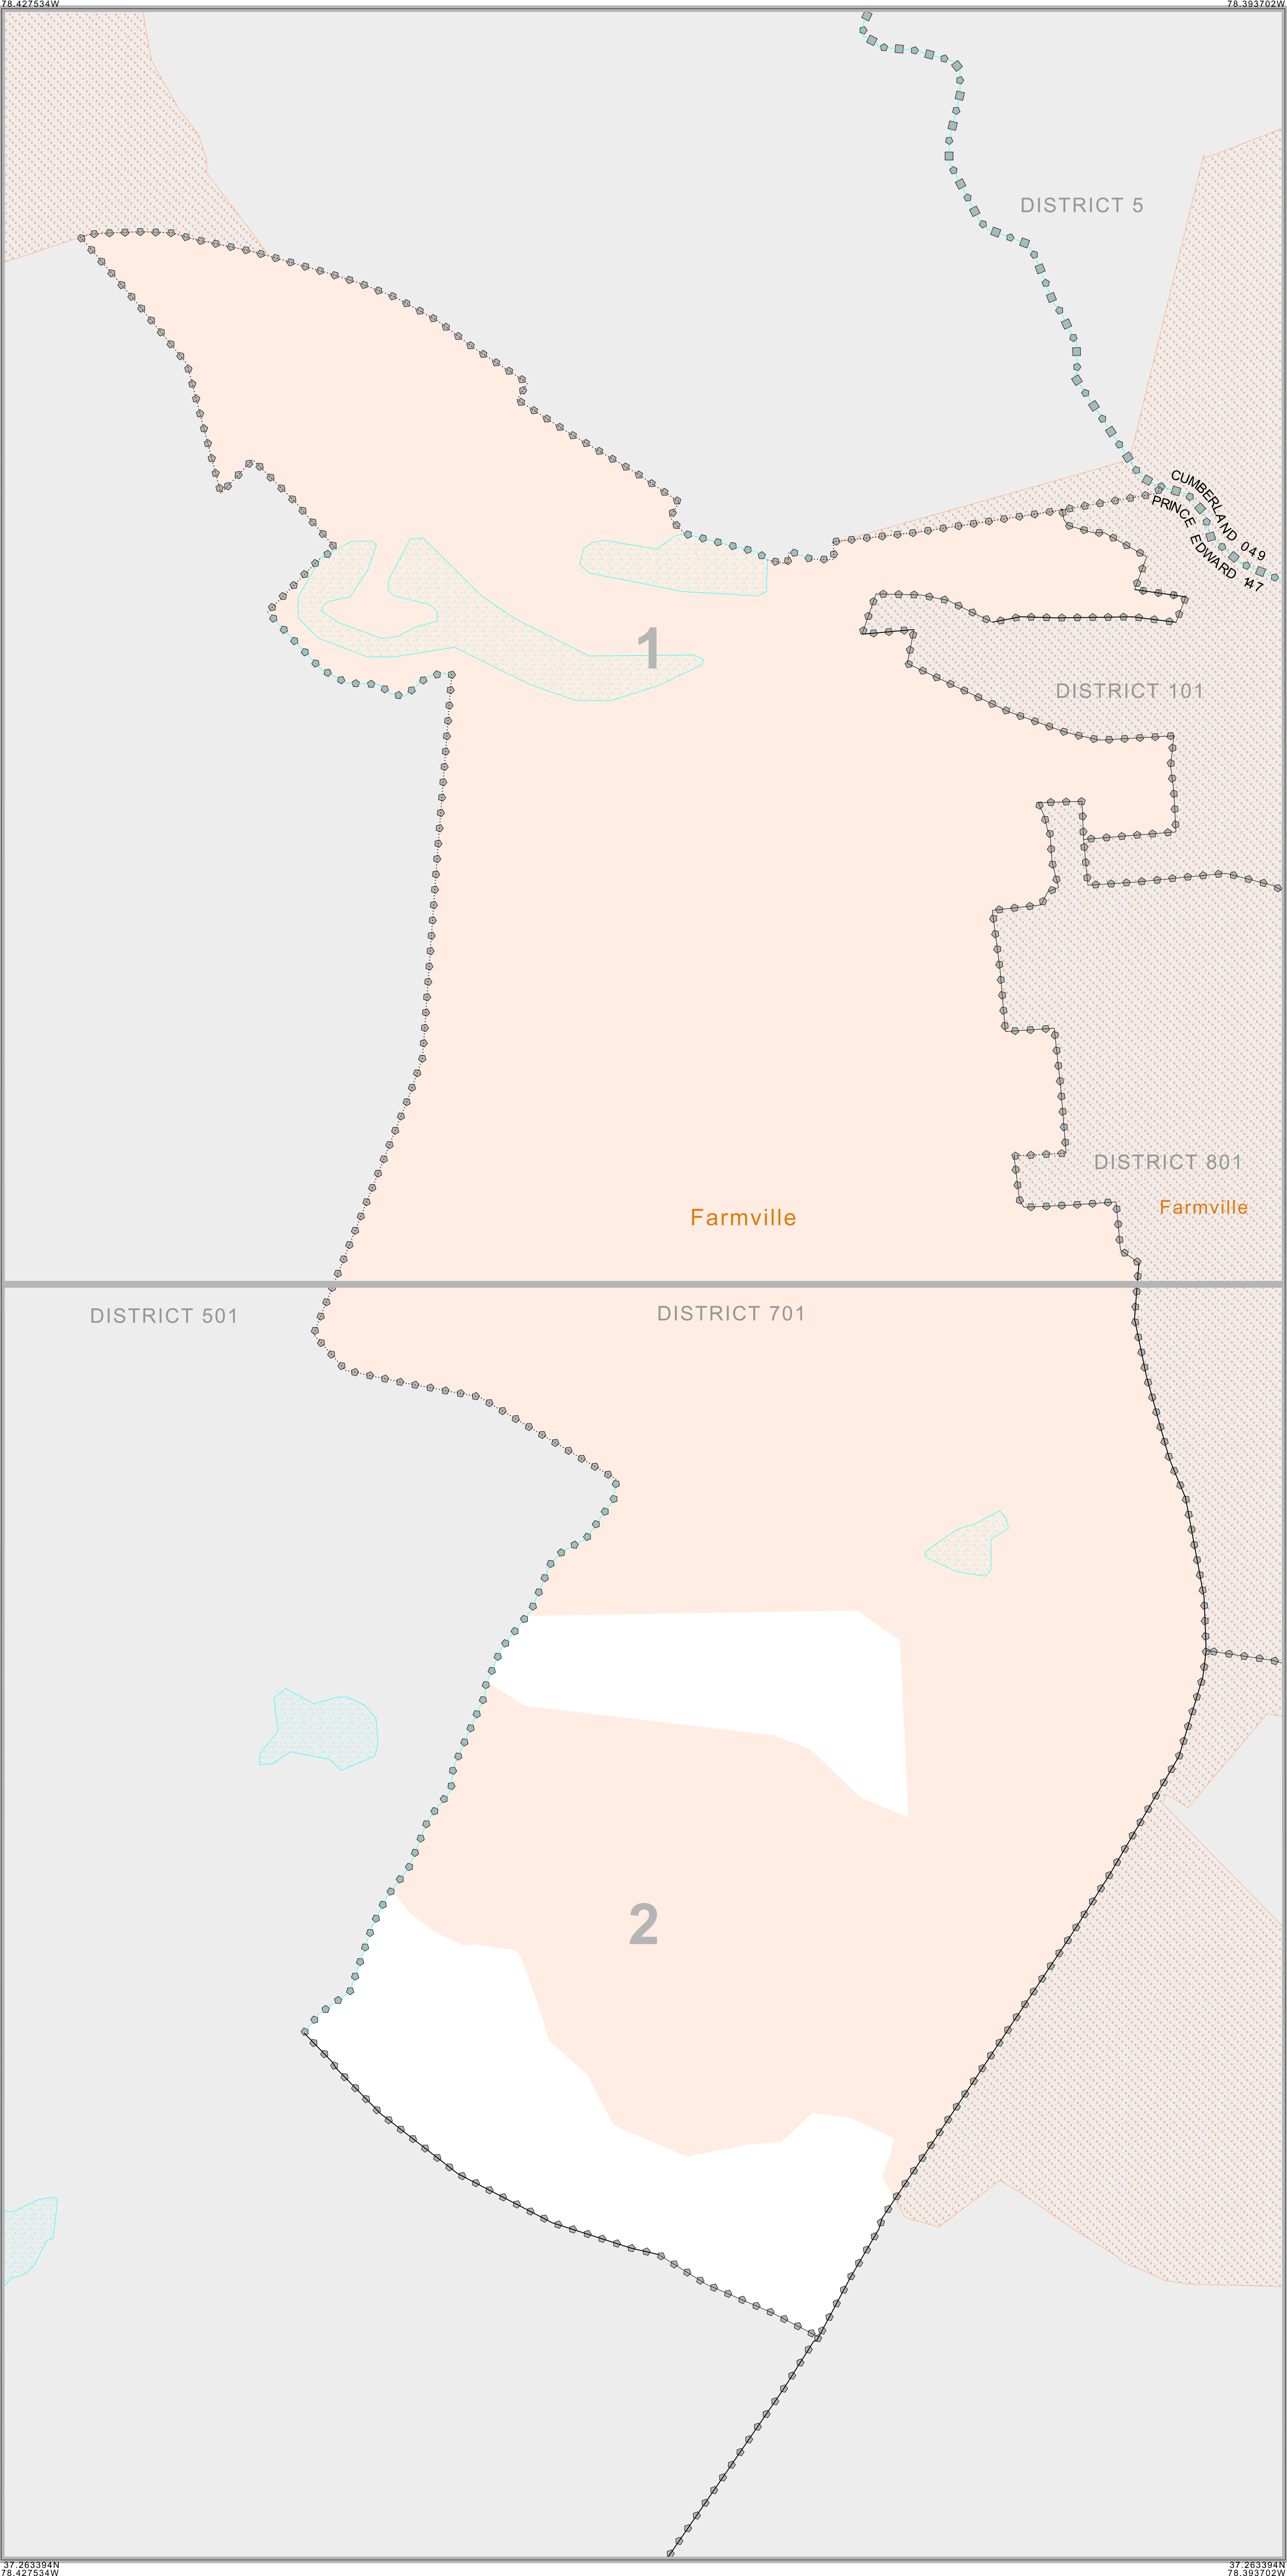 78.427534W
78.393702W
DISTRICT 5
CUMBERLAND 049
PRINCE EDWARD 147
1
DISTRICT 101
DISTRICT 801
Farmville
Farmville
DISTRICT 501
DISTRICT 701
2
37.263394N
78.427534W
37.263394N
78.393702W